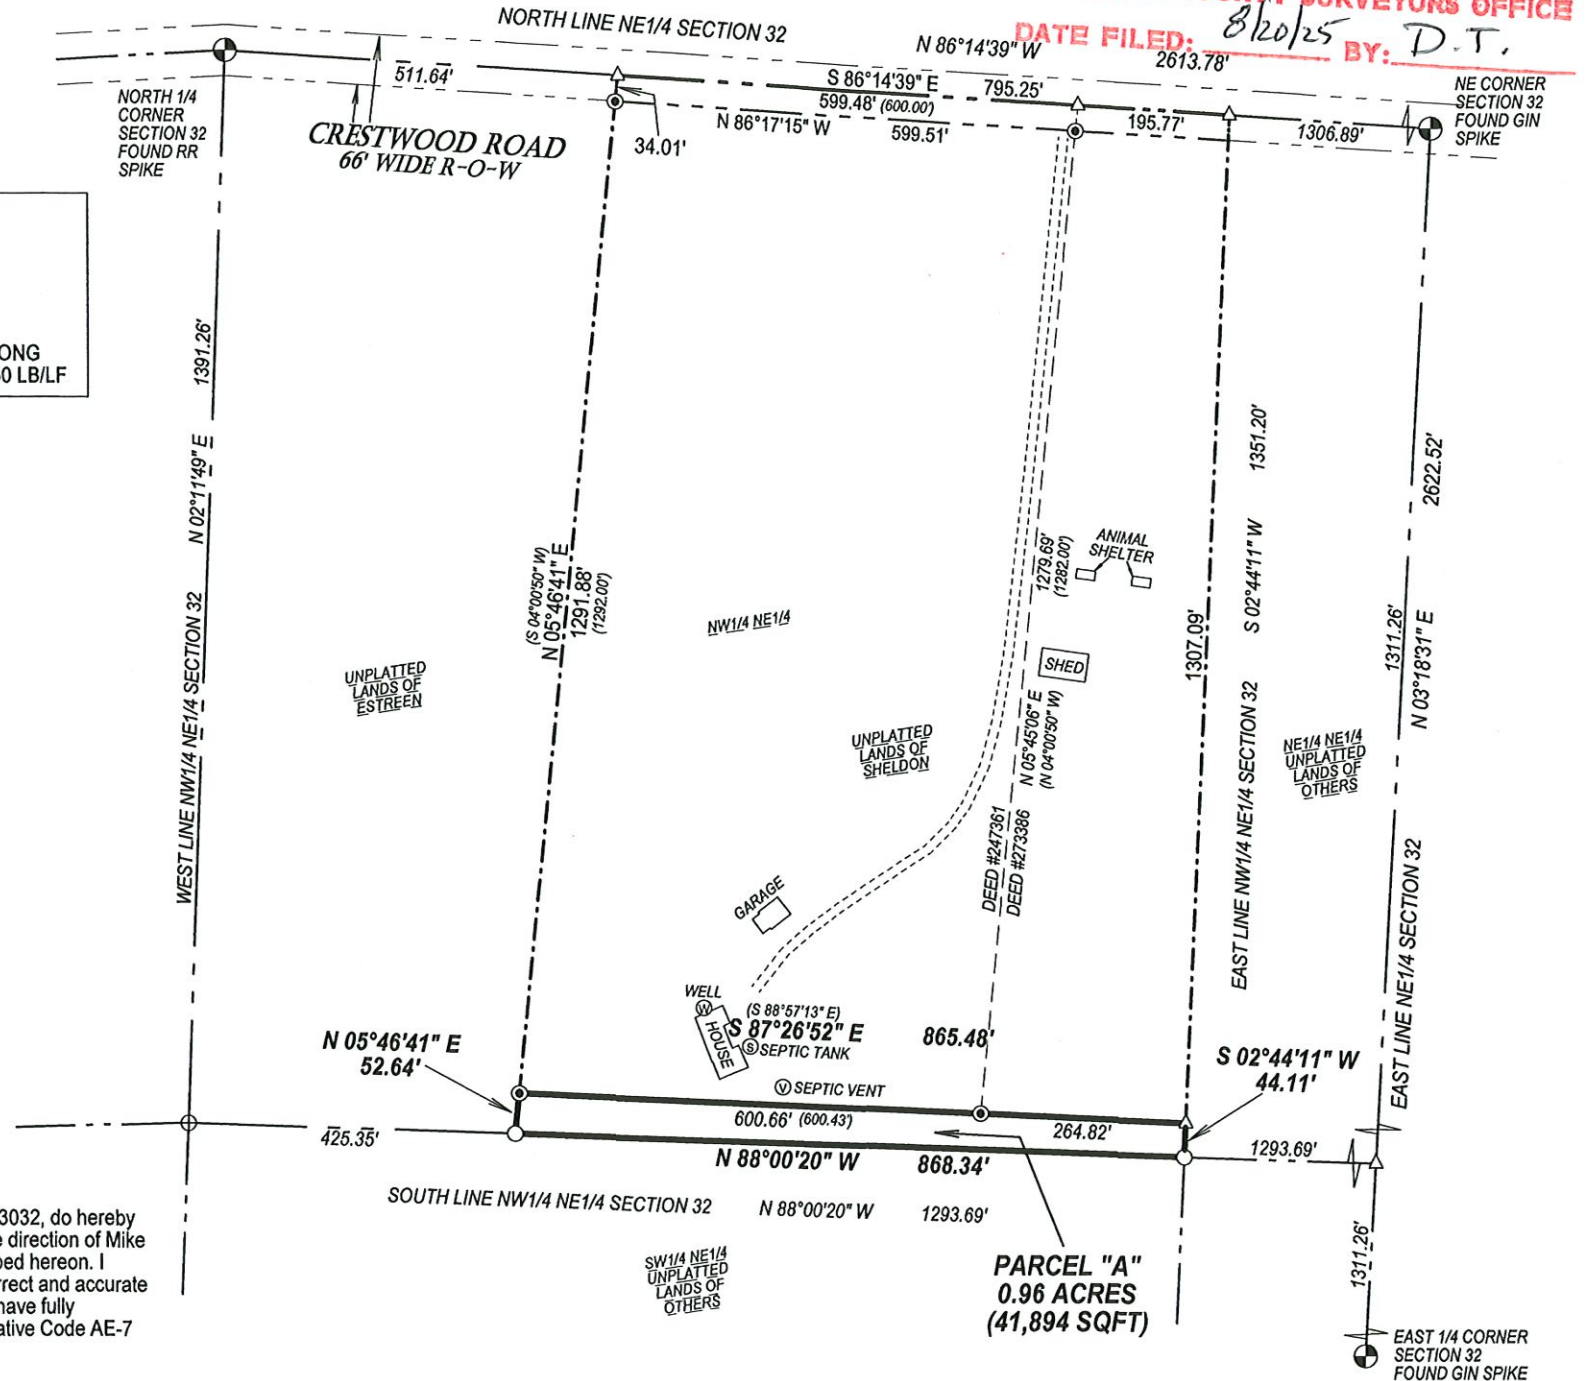 SURVEYORS OFFICE
DATE FILED: 8/20/25 BY: D.T.
NORTH LINE NE1/4 SECTION 32
N 86°14'39" W
2613.78'
NE CORNER
SECTION 32
FOUND GIN
SPIKE
511.64'
S 86°14'39" E
795.25'
599.48' (600.00')
N 86°17'15" W
599.51'
195.77'
1306.89'
NORTH 1/4
CORNER
SECTION 32
FOUND RR
SPIKE
CRESTWOOD ROAD
66' WIDE R-O-W
34.01'
ONG
0 LB/LF
1391.26'
N 02°11'49" E
WEST LINE NW1/4 NE1/4 SECTION 32
(S 04°00'50" W)
N 05°46'41" E
1291.88'
(1292.00')
NW1/4 NE1/4
UNPLATTED
LANDS OF
ESTREEN
UNPLATTED
LANDS OF
SHELDON
1279.69'
(1282.00')
ANIMAL
SHELTER
SHED
N 05°45'06" E
(N 04°00'50" W)
DEED #247361
DEED #273386
1307.09'
1351.20'
S 02°44'11" W
EAST LINE NW1/4 NE1/4 SECTION 32
NE1/4 NE1/4
UNPLATTED
LANDS OF
OTHERS
2622.52'
1311.26'
N 03°18'31" E
EAST LINE NE1/4 SECTION 32
GARAGE
WELL
W
HOUSE
(S 88°57'13" E)
S 87°26'52" E
865.48'
S SEPTIC TANK
V SEPTIC VENT
N 05°46'41" E
52.64'
S 02°44'11" W
44.11'
600.66' (600.43')
264.82'
425.35'
N 88°00'20" W
868.34'
1293.69'
SOUTH LINE NW1/4 NE1/4 SECTION 32
N 88°00'20" W
1293.69'
SW1/4 NE1/4
UNPLATTED
LANDS OF
OTHERS
PARCEL "A"
0.96 ACRES
(41,894 SQFT)
1311.26'
EAST 1/4 CORNER
SECTION 32
FOUND GIN SPIKE
3032, do hereby
e direction of Mike
bed hereon. I
rrect and accurate
have fully
ative Code AE-7